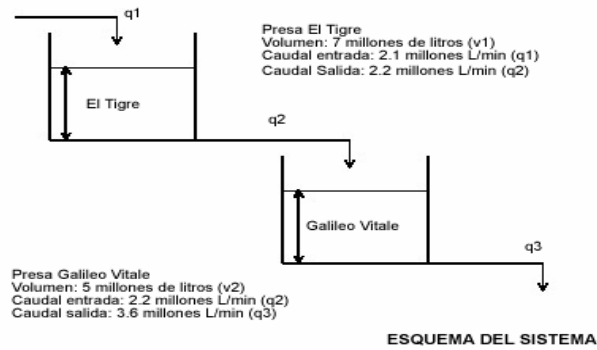 q1
Presa El Tigre
Volumen: 7 millones de litros (v1)
Caudal entrada: 2.1 millones L/min (q1)
Caudal Salida: 2.2 millones L/min (q2)
El Tigre
q2
Galileo Vitale
q3
Presa Galileo Vitale
Volumen: 5 millones de litros (v2)
Caudal entrada: 2.2 millones L/min (q2)
Caudal salida: 3.6 millones L/min (q3)
ESQUEMA DEL SISTEMA